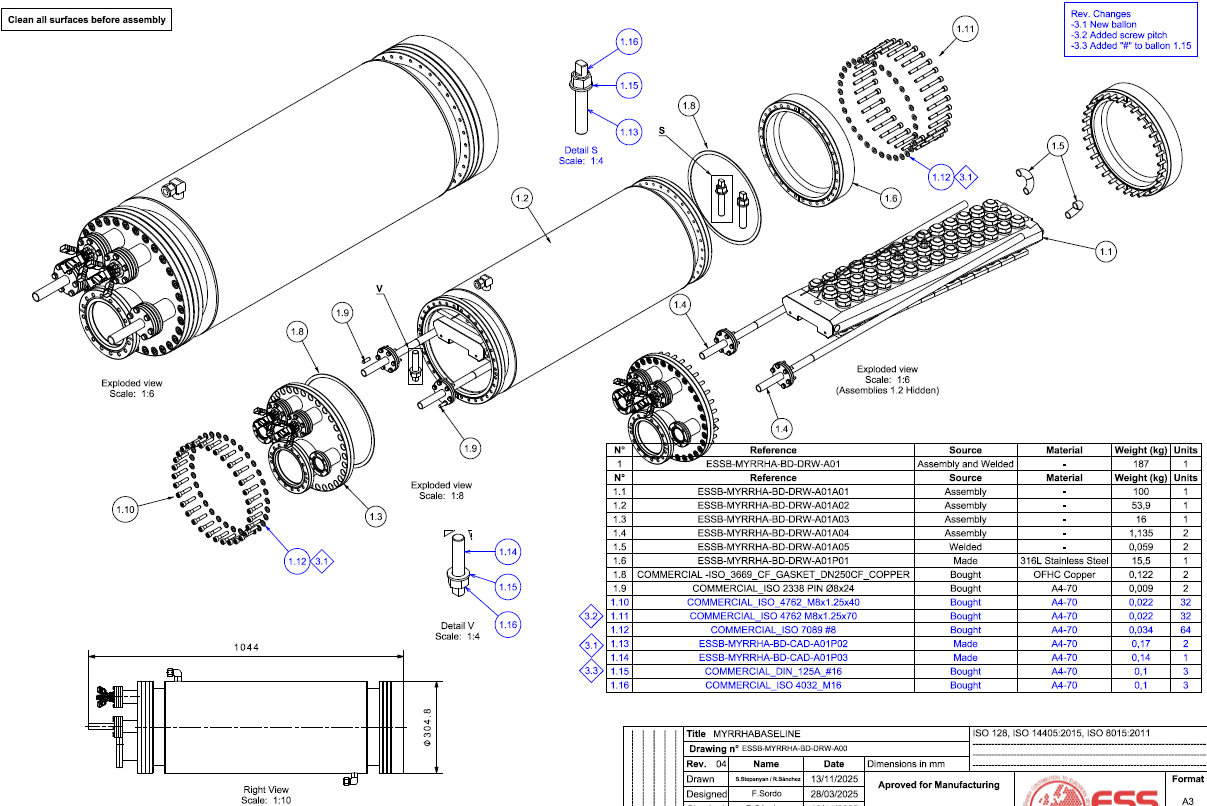 Clean all surfaces before assembly
Rev. Changes
-3.1 New ballon
-3.2 Added screw pitch
-3.3 Added "#" to ballon 1.15
1.16
1.15
1.13
Detail S
Scale: 1:4
1.8
S
1.11
1.12
3.1
1.6
1.5
1.1
1.2
1.4
1.4
Exploded view
Scale: 1:6
(Assemblies 1.2 Hidden)
Exploded view
Scale: 1:6
V
1.9
1.8
1.9
1.3
1.10
1.12
3.1
Exploded view
Scale: 1:8
1.14
1.15
1.16
Detail V
Scale: 1:4
N° Reference Source Material Weight (kg) Units
1 ESSB-MYRRHA-BD-DRW-A01 Assembly and Welded - 187 1
N° Reference Source Material Weight (kg) Units
1.1 ESSB-MYRRHA-BD-DRW-A01A01 Assembly - 100 1
1.2 ESSB-MYRRHA-BD-DRW-A01A02 Assembly - 53,9 1
1.3 ESSB-MYRRHA-BD-DRW-A01A03 Assembly - 16 1
1.4 ESSB-MYRRHA-BD-DRW-A01A04 Assembly - 1,135 2
1.5 ESSB-MYRRHA-BD-DRW-A01A05 Welded - 0,059 2
1.6 ESSB-MYRRHA-BD-DRW-A01P01 Made 316L Stainless Steel 15,5 1
1.8 COMMERCIAL -ISO_3669_CF_GASKET_DN250CF_COPPER Bought OFHC Copper 0,122 2
1.9 COMMERCIAL_ISO 2338 PIN Ø8x24 Bought A4-70 0,009 2
1.10 COMMERCIAL_ISO_4762_M8x1.25x40 Bought A4-70 0,022 32
3.2
1.11 COMMERCIAL_ISO 4762 M8x1.25x70 Bought A4-70 0,022 32
1.12 COMMERCIAL_ISO 7089 #8 Bought A4-70 0,034 64
3.1
1.13 ESSB-MYRRHA-BD-CAD-A01P02 Made A4-70 0,17 2
1.14 ESSB-MYRRHA-BD-CAD-A01P03 Made A4-70 0,14 1
3.3
1.15 COMMERCIAL_DIN_125A_#16 Bought A4-70 0,1 3
1.16 COMMERCIAL_ISO 4032_M16 Bought A4-70 0,1 3
1044
Φ304.8
Right View
Scale: 1:10
Title MYRRHABASELINE
ISO 128, ISO 14405:2015, ISO 8015:2011
Drawing n° ESSB-MYRRHA-BD-DRW-A00
Rev. 04 Name Date Dimensions in mm
Drawn S.Stepanyan / R.Sánchez 13/11/2025
Aproved for Manufacturing
Format
Designed F.Sordo 28/03/2025
ESS
A3